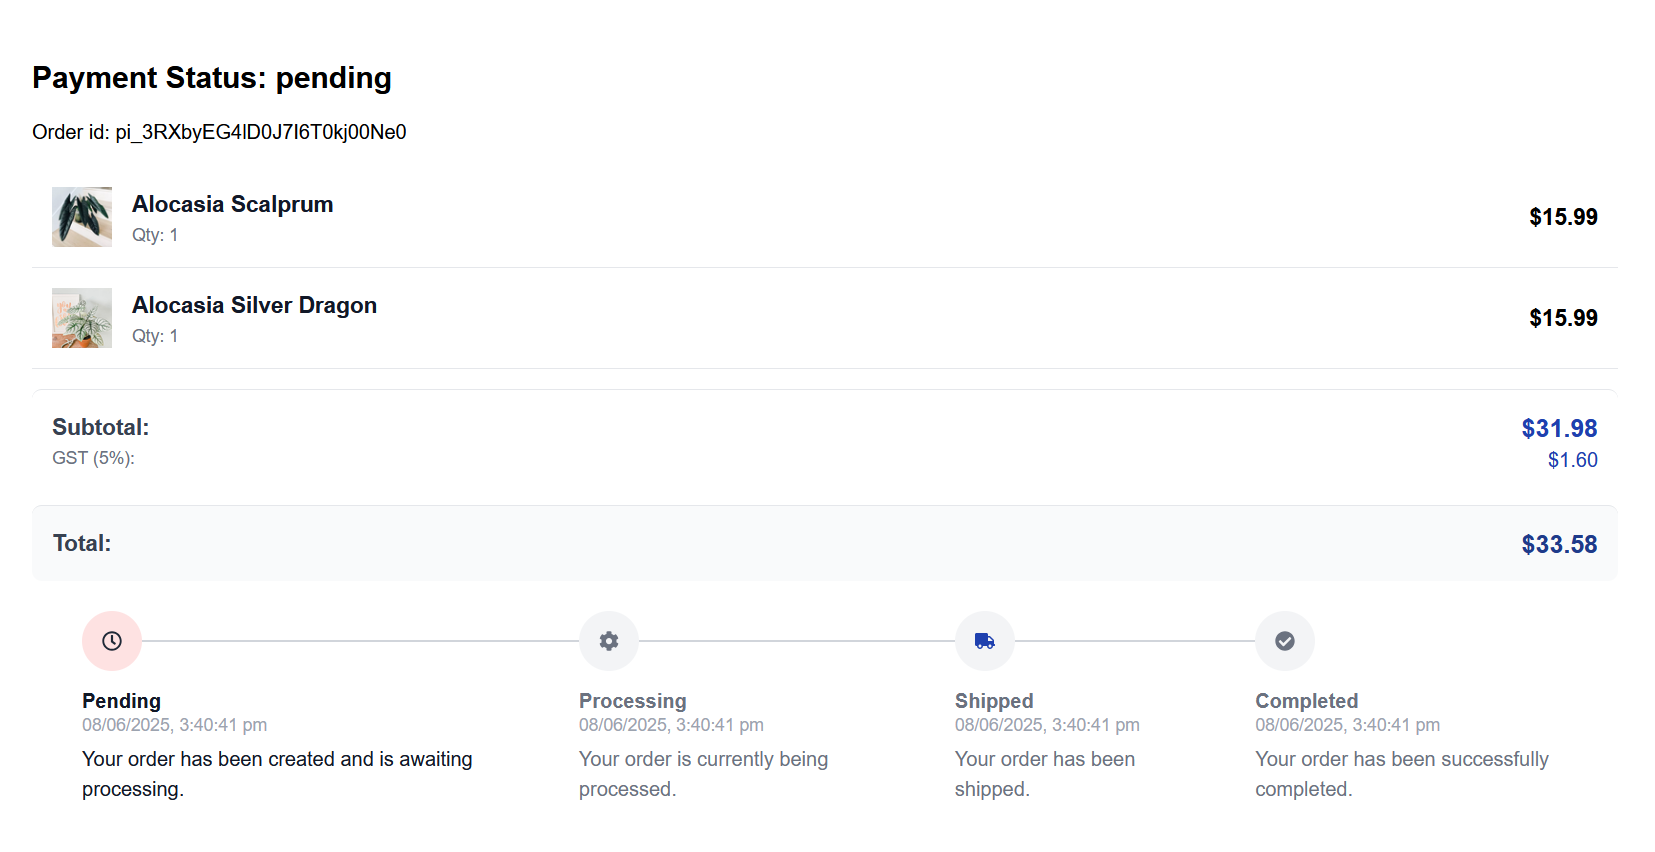 Payment Status: pending
Order id: pi_3RXbyEG4ID0J7I6T0kj00Ne0
Alocasia Scalprum
Qty: 1
$15.99
Alocasia Silver Dragon
Qty: 1
$15.99
Subtotal:
$31.98
GST (5%):
$1.60
Total:
$33.58
Pending
08/06/2025, 3:40:41 pm
Your order has been created and is awaiting
processing.
Processing
08/06/2025, 3:40:41 pm
Your order is currently being
processed.
Shipped
08/06/2025, 3:40:41 pm
Your order has been
shipped.
Completed
08/06/2025, 3:40:41 pm
Your order has been successfully
completed.